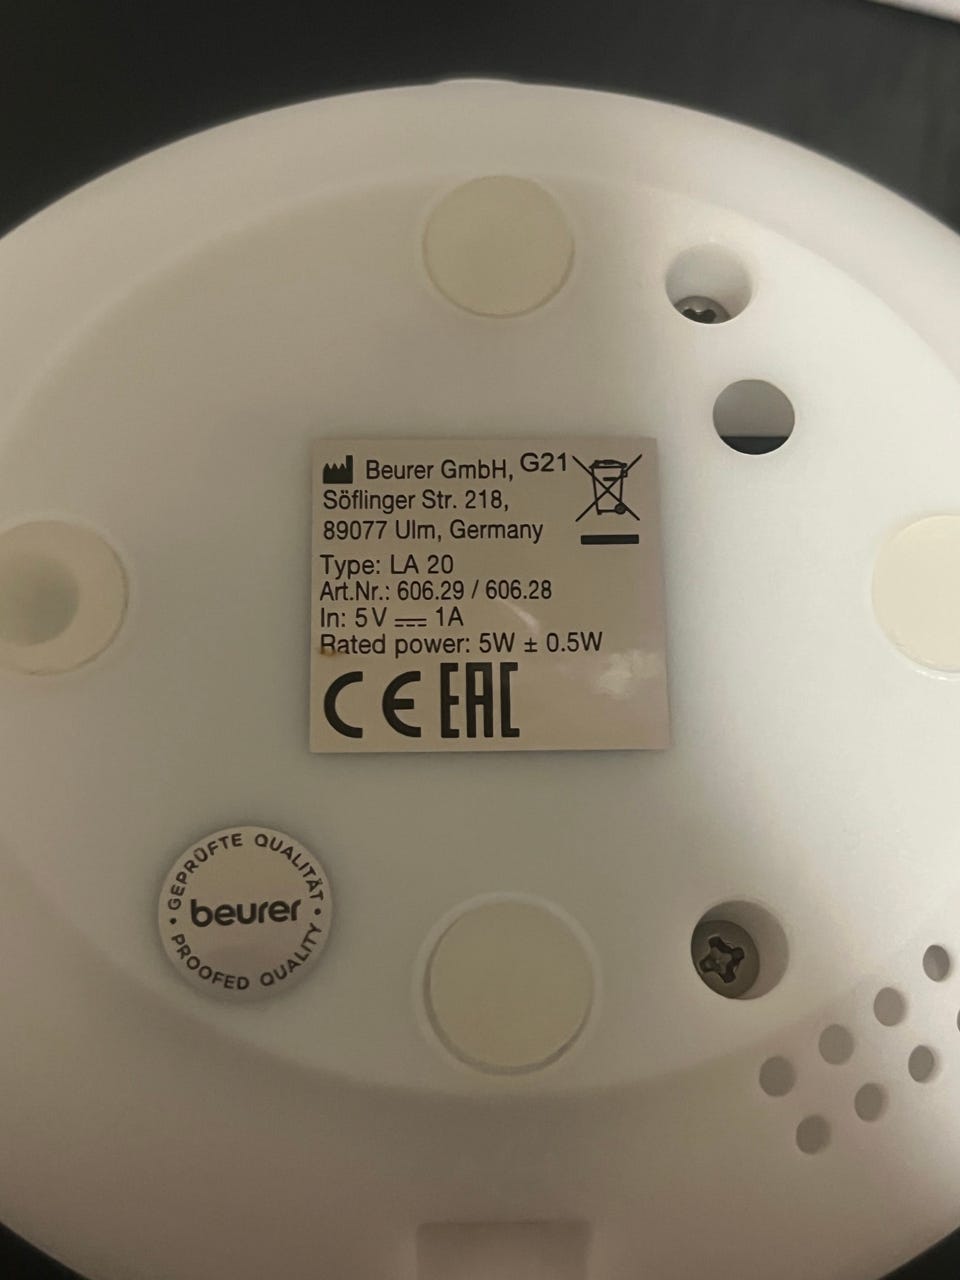 Beurer GmbH, G21
Söflinger Str. 218,
89077 Ulm, Germany
Type: LA 20
Art.Nr.: 606.29 / 606.28
In: 5V ⎓ 1A
Rated power: 5W ± 0.5W
CE EAC
GEPRÜFTE QUALITÄT
beurer
PROOFED QUALITY